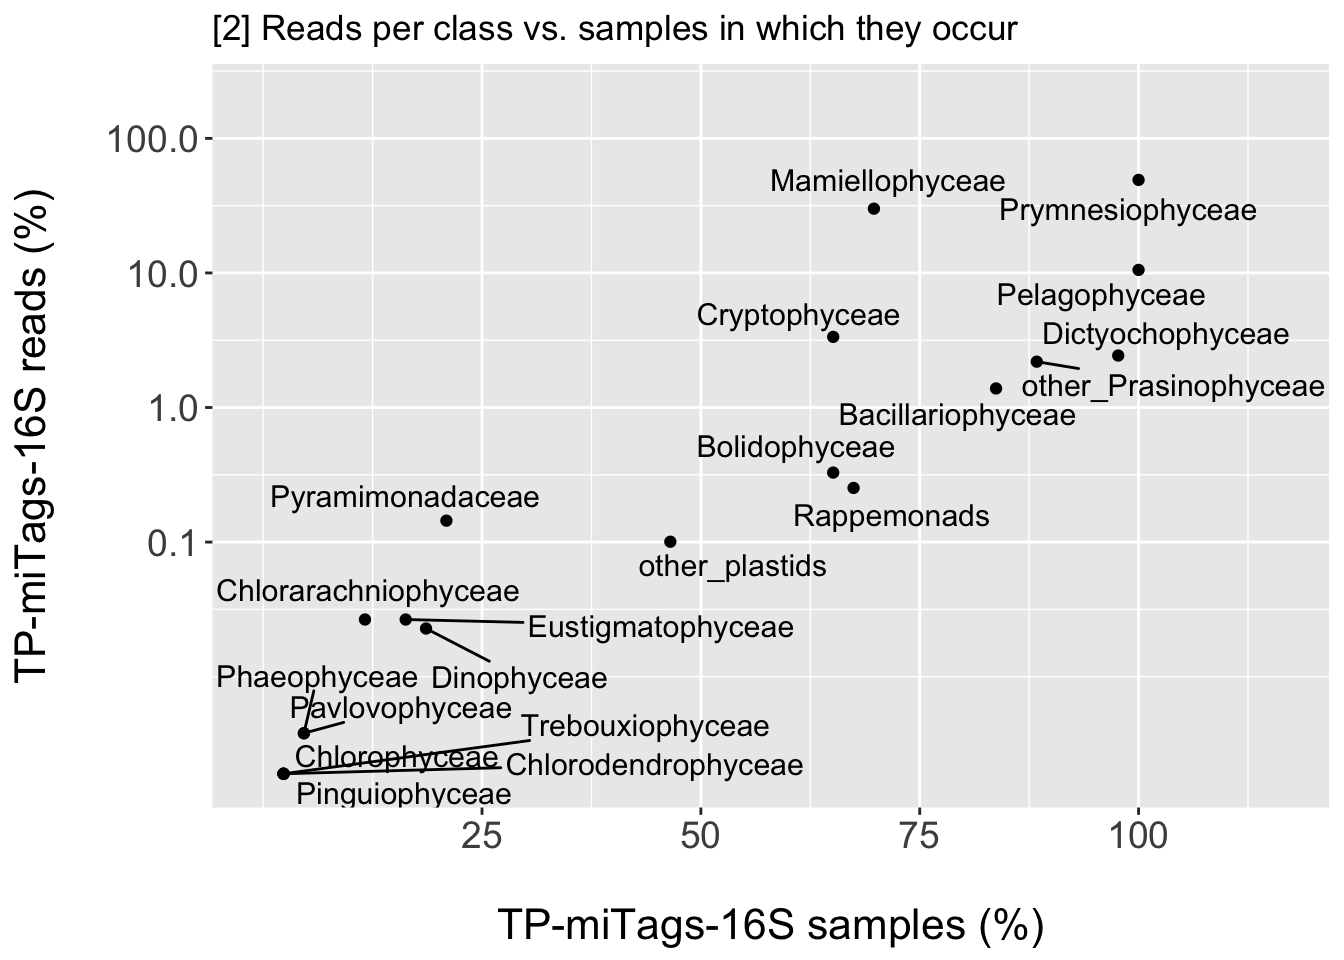 [2] Reads per class vs. samples in which they occur
TP-miTags-16S reads (%)
100.0
10.0
1.0
0.1
Mamiellophyceae
Prymnesiophyceae
Pelagophyceae
Cryptophyceae
Dictyochophyceae
other_Prasinophyceae
Bacillariophyceae
Bolidophyceae
Pyramimonadaceae
Rappemonads
other_plastids
Chlorarachniophyceae
Eustigmatophyceae
Phaeophyceae
Dinophyceae
Pavlovophyceae
Trebouxiophyceae
Chlorophyceae
Chlorodendrophyceae
Pinguiophyceae
25
50
75
100
TP-miTags-16S samples (%)